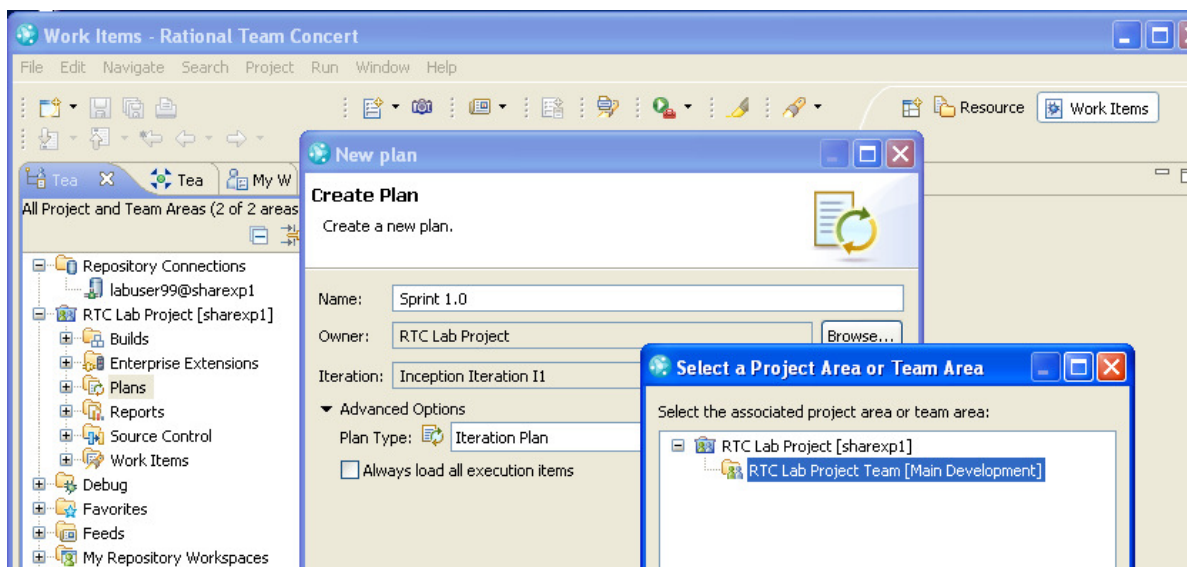 Work Items - Rational Team Concert
File Edit Navigate Search Project Run Window Help
Resource Work Items
Tea Tea My W
All Project and Team Areas (2 of 2 areas
Repository Connections
labuser99@sharexp1
RTC Lab Project [sharexp1]
Builds
Enterprise Extensions
Plans
Reports
Source Control
Work Items
Debug
Favorites
Feeds
My Repository Workspaces
New plan
Create Plan
Create a new plan.
Name: Sprint 1.0
Owner: RTC Lab Project Browse...
Iteration: Inception Iteration I1
Advanced Options
Plan Type: Iteration Plan
Always load all execution items
Select a Project Area or Team Area
Select the associated project area or team area:
RTC Lab Project [sharexp1]
RTC Lab Project Team [Main Development]